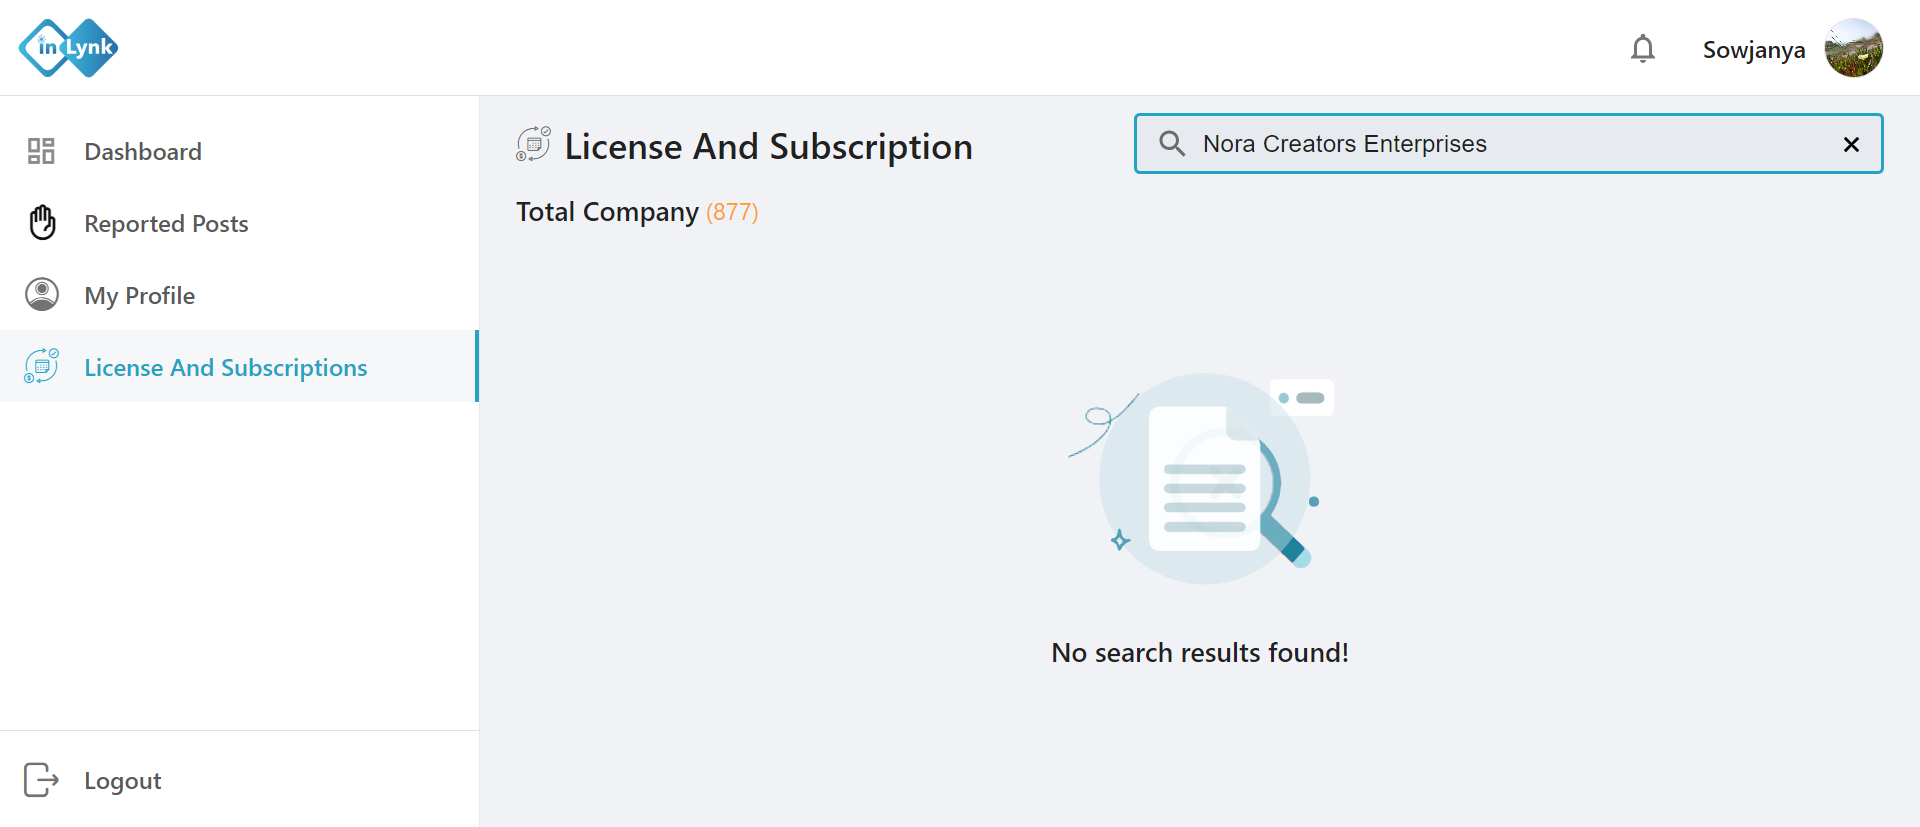 inLynk
Sowjanya
Dashboard
Reported Posts
My Profile
License And Subscriptions
Logout
License And Subscription
Nora Creators Enterprises
Total Company (877)
No search results found!